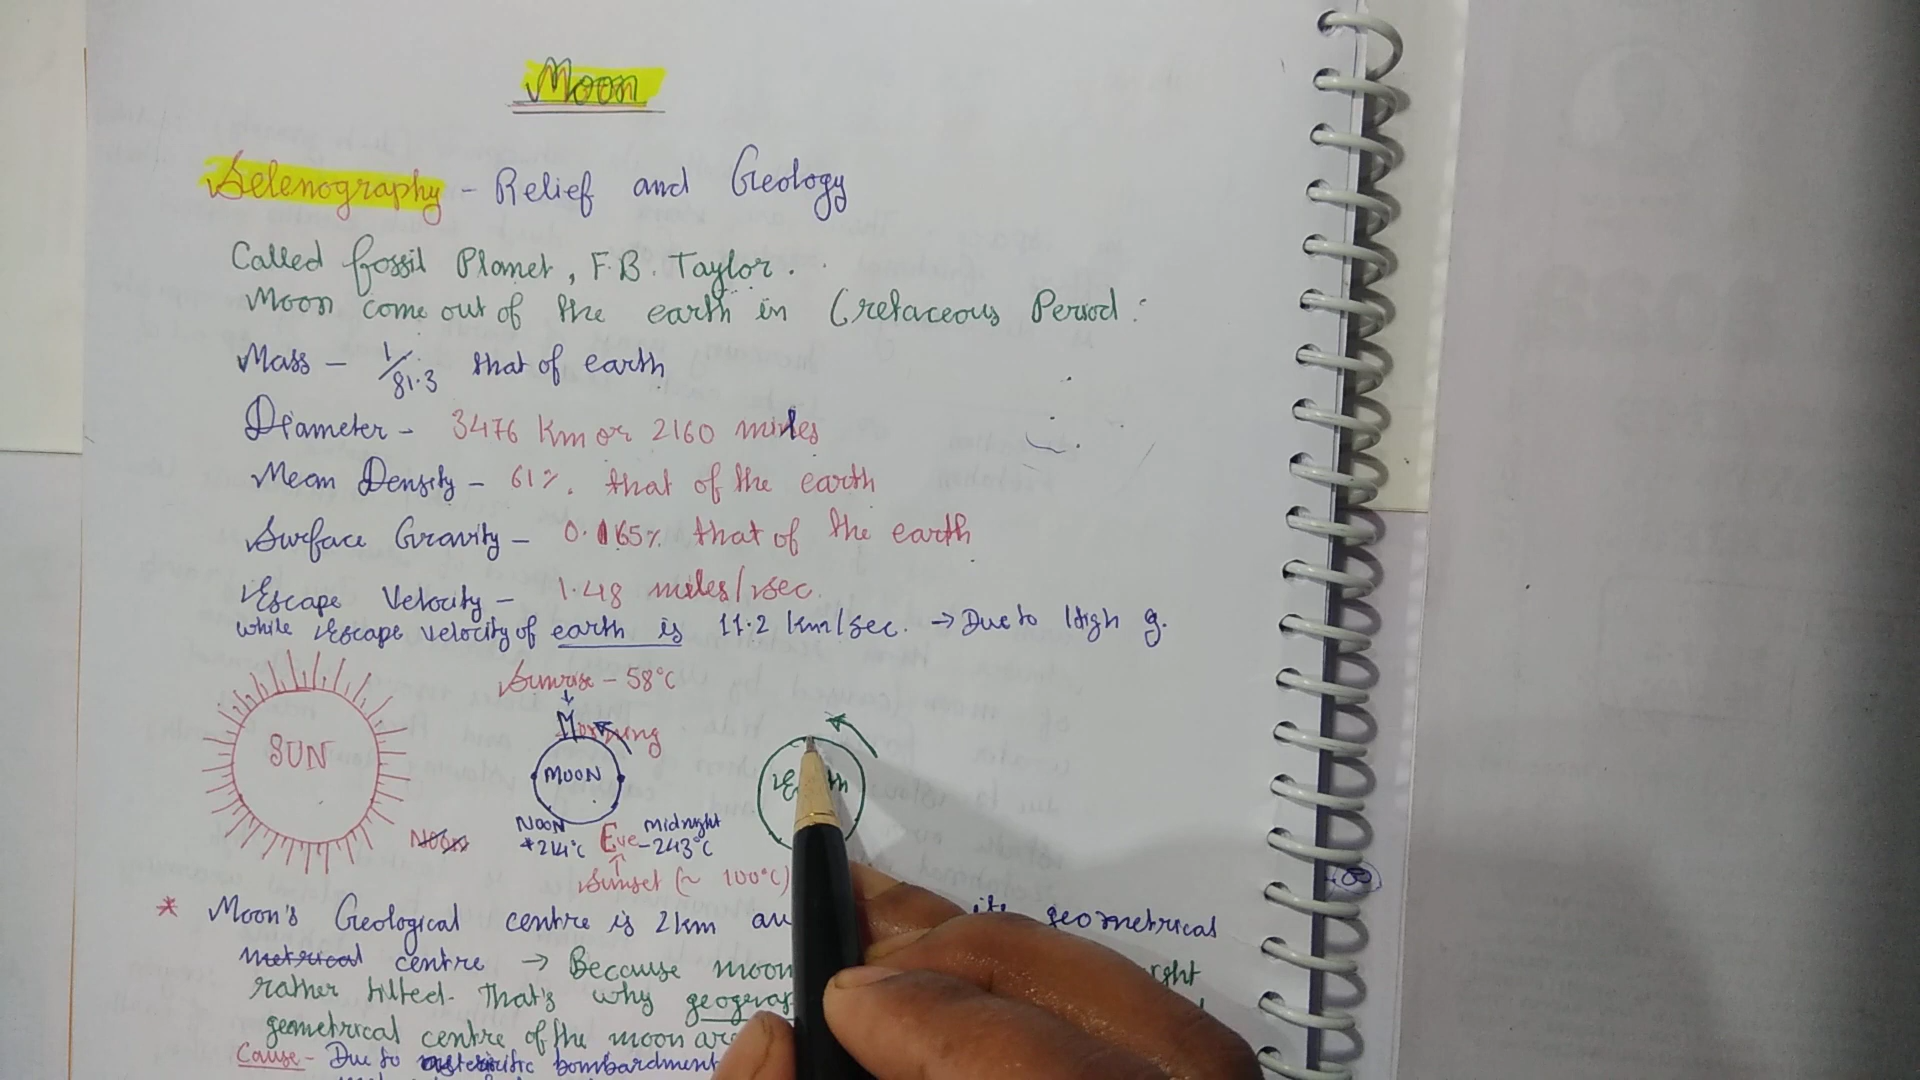 Moon
Selenography - Relief and Geology
Called fossil Planet, F.B. Taylor.
Moon come out of the earth in Cretaceous Period.
Mass - 1/81.3 that of earth
Diameter - 3476 Km or 2160 miles
Mean Density - 61%. that of the earth
Surface Gravity - 0.165% that of the earth
Escape Velocity - 1.48 miles/sec.
while Escape velocity of earth is 11.2 km/sec. → Due to High g.
Sunrise - 58°C
Morning
SUN
MOON
Noon
Noon
+214°C
Eve
Midnight
-243°C
Sunset (~ 100°C)
* Moon's Geological centre is 2km geometrical
metrical centre → Because moon
rather tilted. That's why
geometrical centre of the moon are
Cause - Due to bombardment